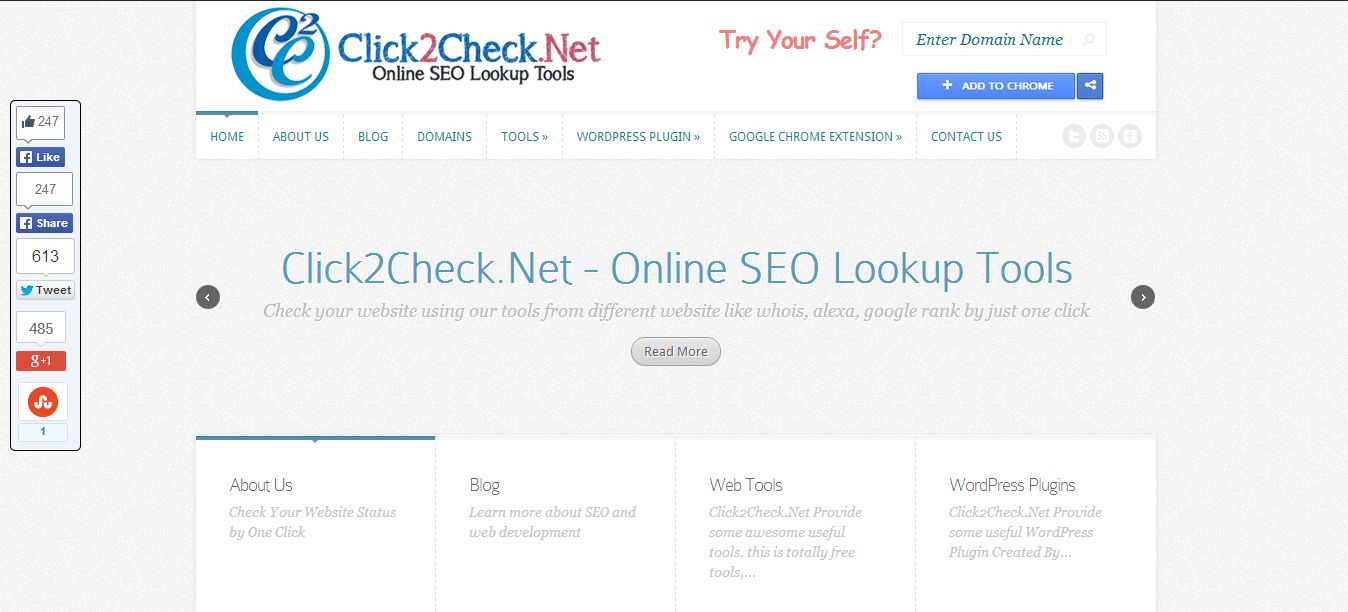 Click2Check.Net
Online SEO Lookup Tools
Try Your Self?
Enter Domain Name
+ ADD TO CHROME
HOME
ABOUT US
BLOG
DOMAINS
TOOLS »
WORDPRESS PLUGIN »
GOOGLE CHROME EXTENSION »
CONTACT US
247
Like
247
Share
613
Tweet
485
g+1
1
Click2Check.Net - Online SEO Lookup Tools
Check your website using our tools from different website like whois, alexa, google rank by just one click
Read More
About Us
Check Your Website Status
by One Click
Blog
Learn more about SEO and
web development
Web Tools
Click2Check.Net Provide
some awesome useful
tools. this is totally free
tools,...
WordPress Plugins
Click2Check.Net Provide
some useful WordPress
Plugin Created By...